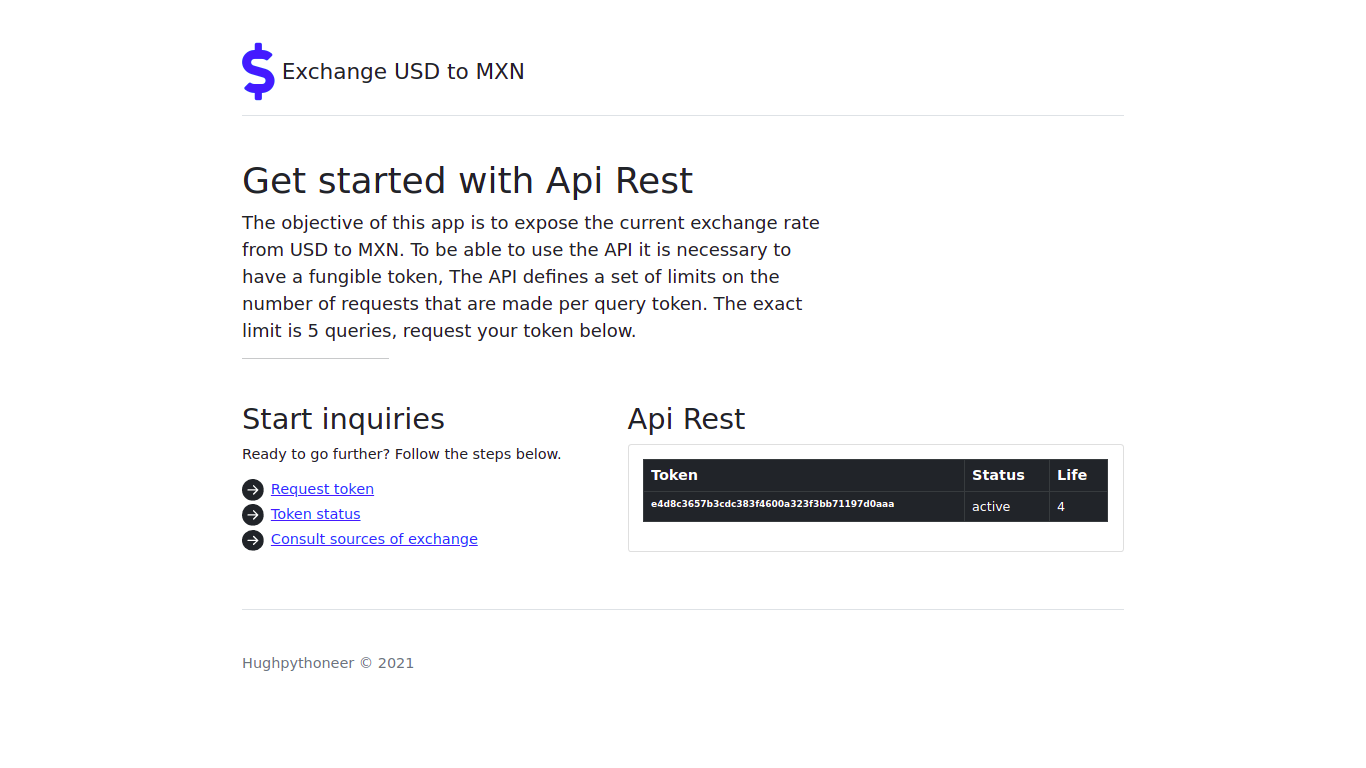 Exchange USD to MXN
Get started with Api Rest
The objective of this app is to expose the current exchange rate
from USD to MXN. To be able to use the API it is necessary to
have a fungible token, The API defines a set of limits on the
number of requests that are made per query token. The exact
limit is 5 queries, request your token below.
Start inquiries
Ready to go further? Follow the steps below.
Request token
Token status
Consult sources of exchange
Api Rest
Token Status Life
e4d8c3657b3cdc383f4600a323f3bb71197d0aaa active 4
Hughpythoneer © 2021